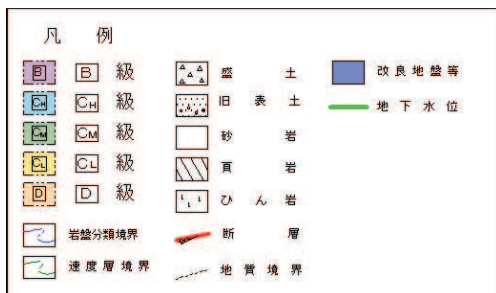 凡例
B B 級
CH CH 級
CM CM 級
CL CL 級
D D 級
岩盤分類境界
速度層境界
盛土
旧表土
砂岩
頁岩
ひん岩
断層
地質境界
改良地盤等
地下水位